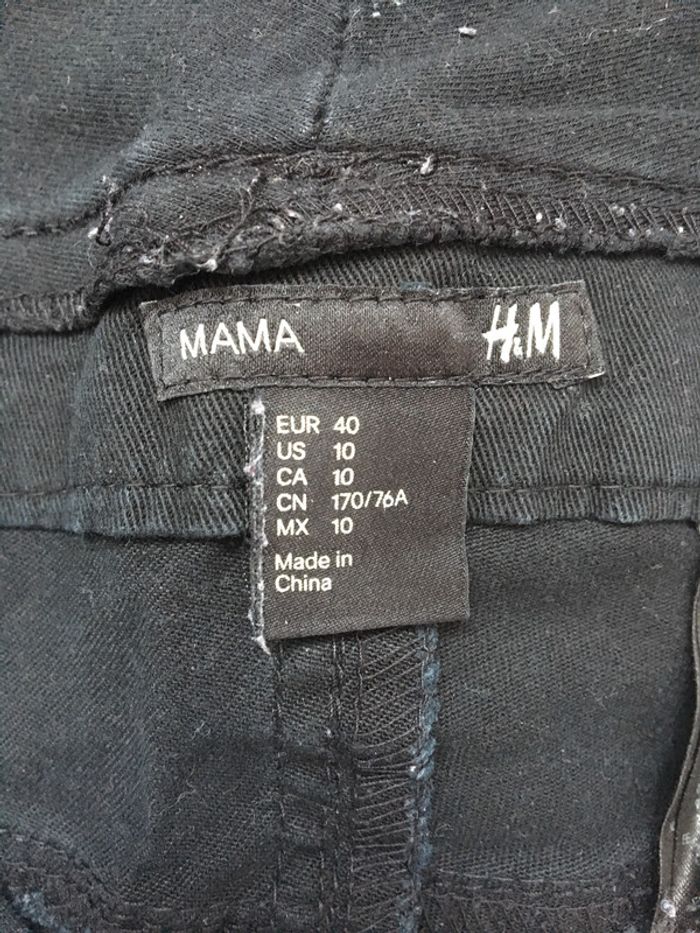 MAMA H&M
EUR 40
US 10
CA 10
CN 170/76A
MX 10
Made in
China